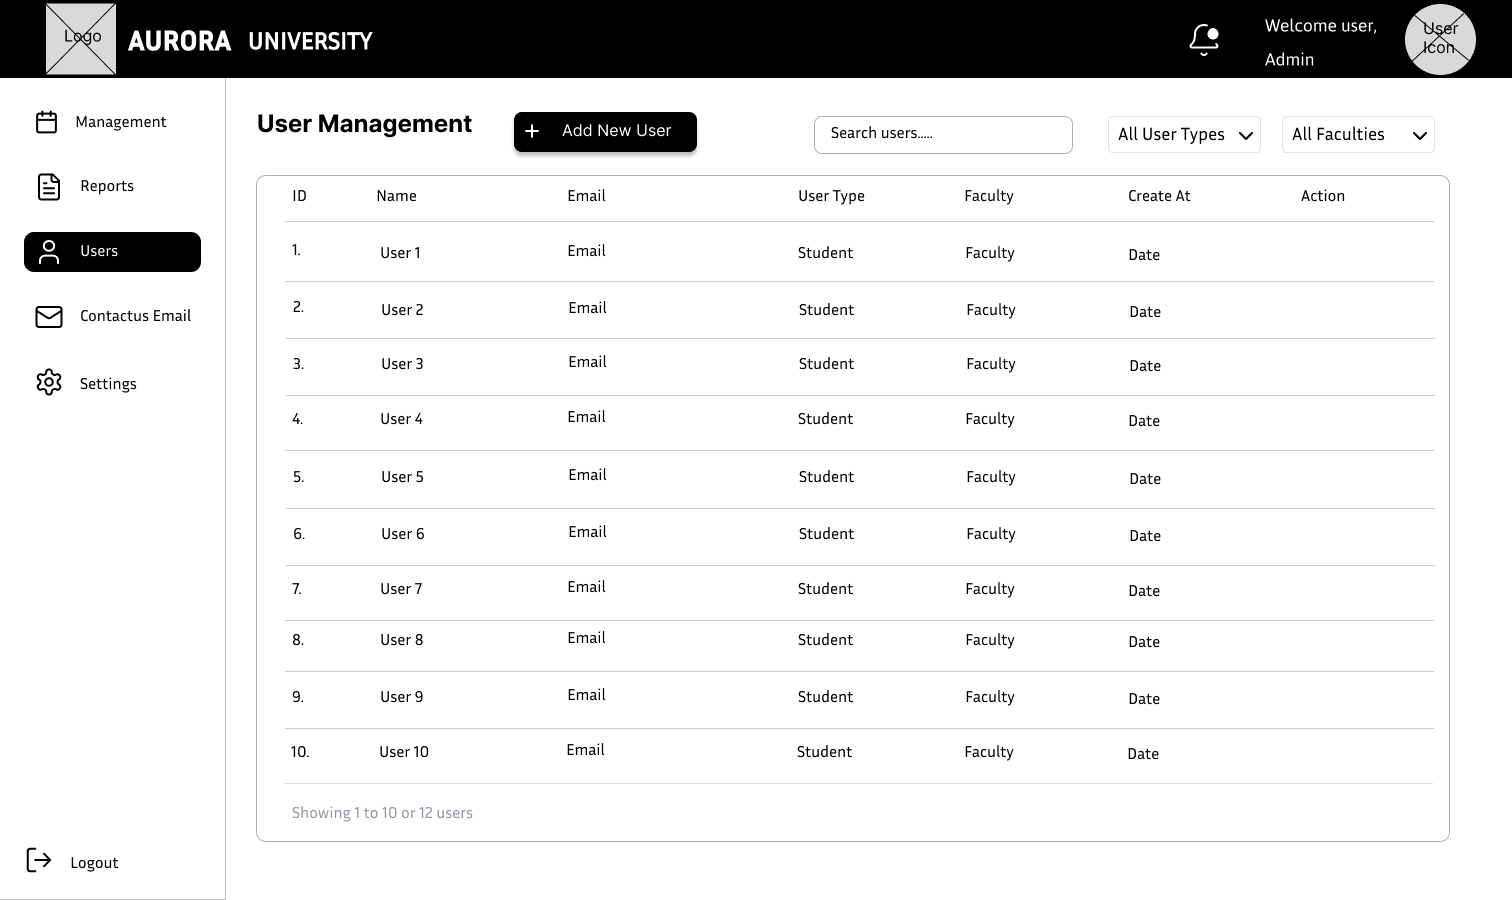 Logo
AURORA UNIVERSITY
Welcome user,
Admin
User
Icon
Management
Reports
Users
Contactus Email
Settings
Logout
User Management
+ Add New User
Search users.....
All User Types
All Faculties
ID Name Email User Type Faculty Create At Action
1. User 1 Email Student Faculty Date
2. User 2 Email Student Faculty Date
3. User 3 Email Student Faculty Date
4. User 4 Email Student Faculty Date
5. User 5 Email Student Faculty Date
6. User 6 Email Student Faculty Date
7. User 7 Email Student Faculty Date
8. User 8 Email Student Faculty Date
9. User 9 Email Student Faculty Date
10. User 10 Email Student Faculty Date
Showing 1 to 10 or 12 users